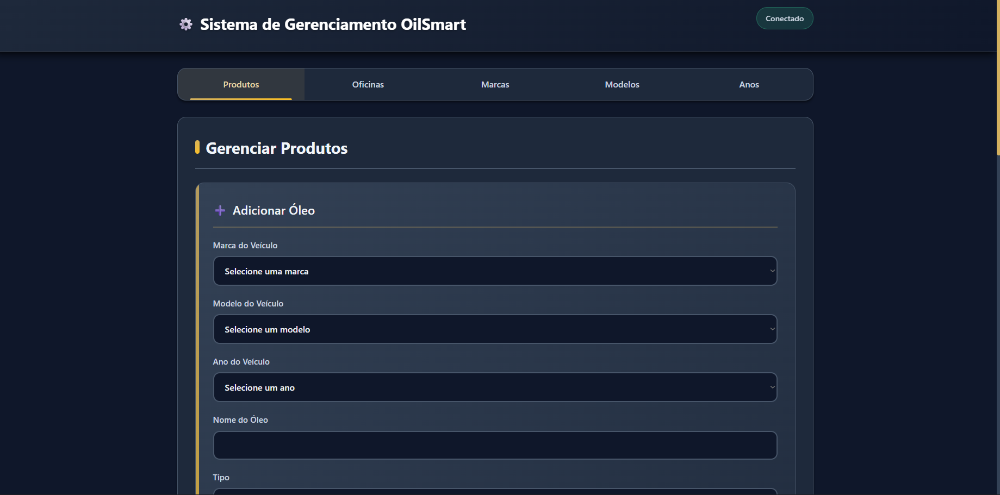 Sistema de Gerenciamento OilSmart
Conectado
Produtos
Oficinas
Marcas
Modelos
Anos
Gerenciar Produtos
Adicionar Óleo
Marca do Veículo
Selecione uma marca
Modelo do Veículo
Selecione um modelo
Ano do Veículo
Selecione um ano
Nome do Óleo
Tipo